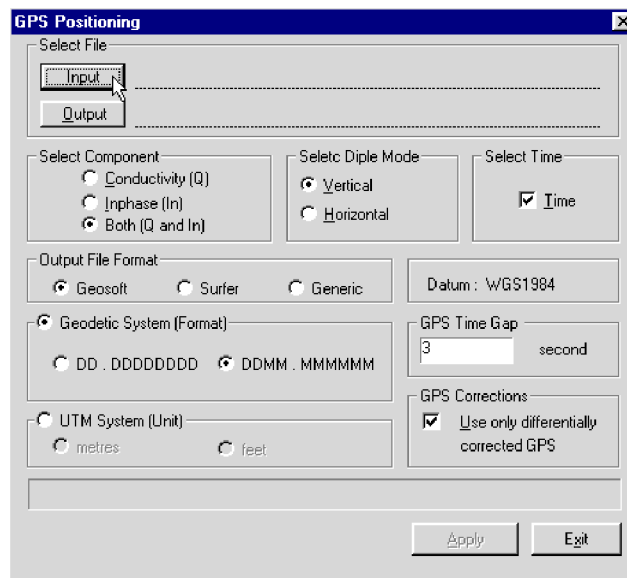 GPS Positioning
Select File
Input
Output
Select Component
Conductivity (Q)
Inphase (In)
Both (Q and In)
Seletc Diple Mode
Vertical
Horizontal
Select Time
Time
Output File Format
Geosoft
Surfer
Generic
Datum : WGS1984
Geodetic System (Format)
DD . DDDDDDDD
DDMM . MMMMMM
GPS Time Gap
3
second
UTM System (Unit)
metres
feet
GPS Corrections
Use only differentially
corrected GPS
Apply
Exit